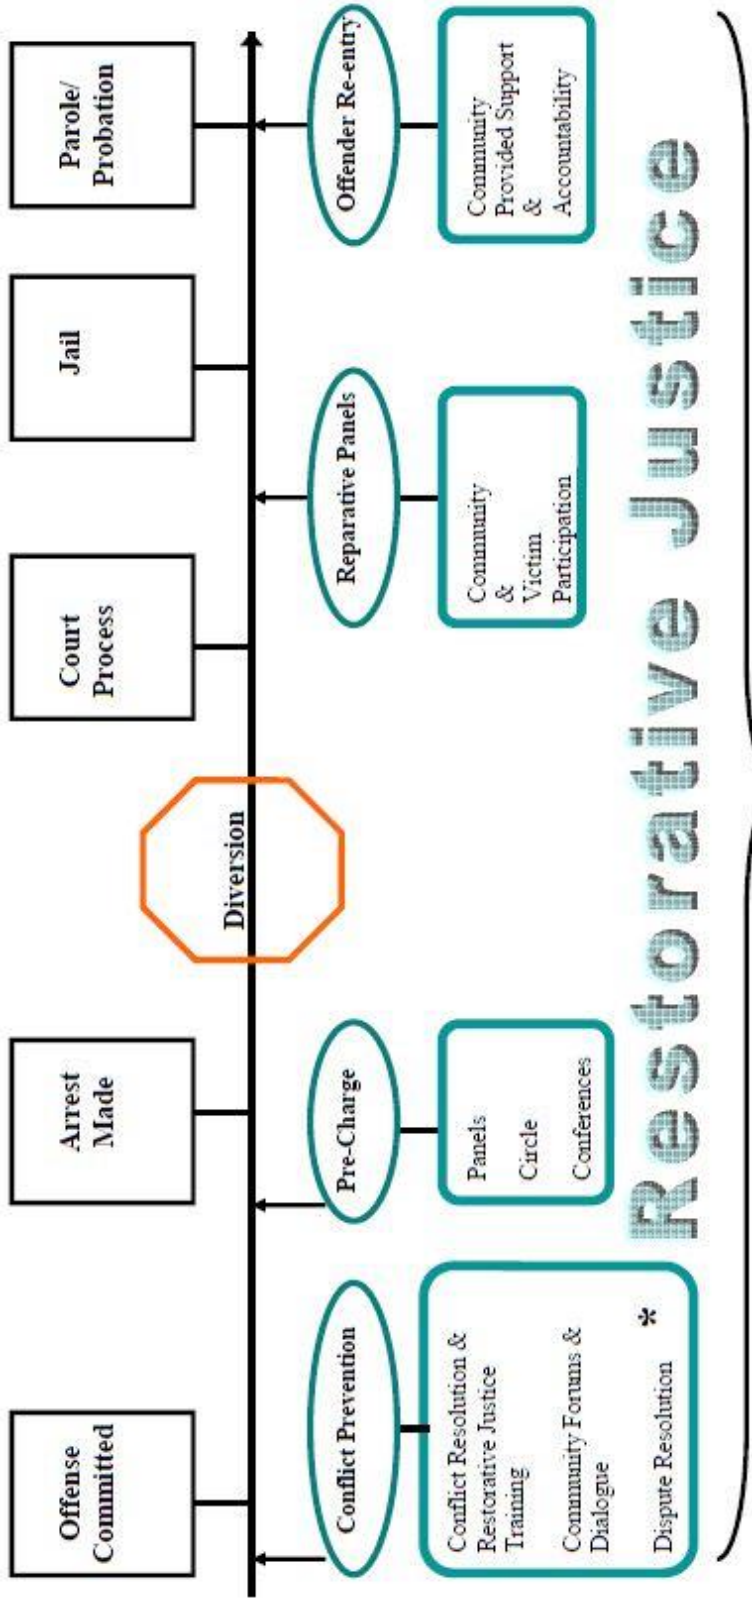 Offense
Committed
Arrest
Made
Court
Process
Jail
Parole/
Probation
Diversion
Conflict Prevention
Pre-Charge
Reparative Panels
Offender Re-entry
Conflict Resolution &
Restorative Justice
Training
Community Forums &
Dialogue
Dispute Resolution *
Panels
Circle
Conferences
Community
&
Victim
Participation
Community
Provided Support
&
Accountability
Restorative Justice